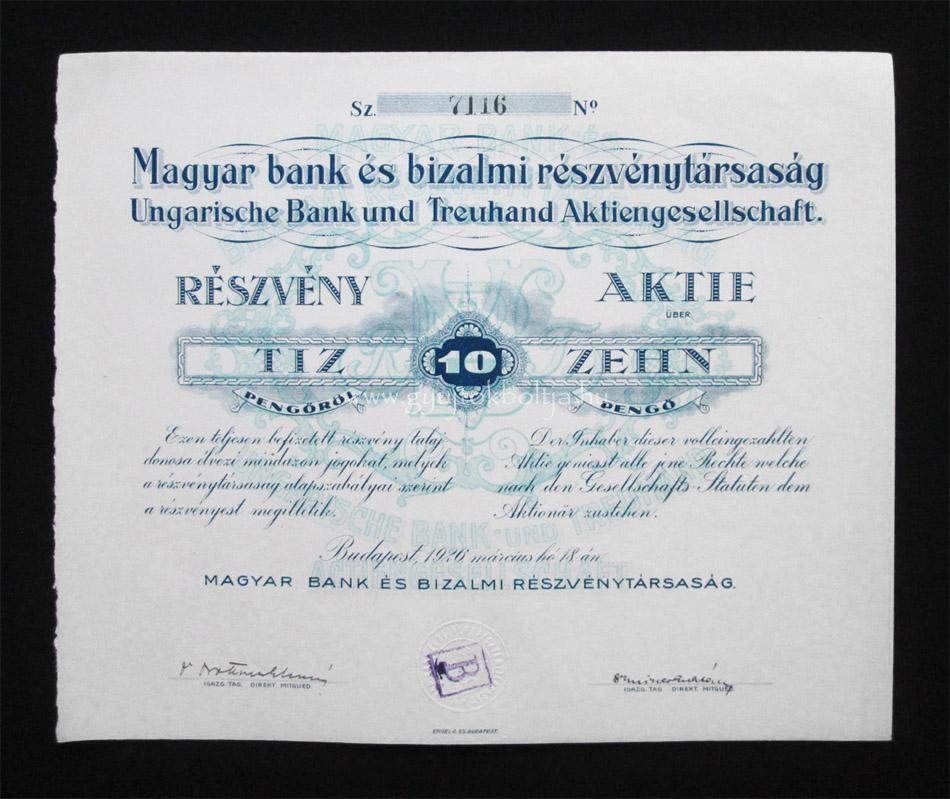 Sz. 7116 Nº
Magyar bank és bizalmi részvénytársaság
Ungarische Bank und Treuhand Aktiengesellschaft.
RÉSZVÉNY
AKTIE
ÜBER
TIZ 10 ZEHN
PENGŐRŐL
PENGŐ
www.gyujtokboltja.hu
Ezen teljesen befizetett részvény tulaj
donosa élvezi mindazon jogokat, melyek
a részvénytársaság alapszabályai szerint
a részvényest megilletik.
Der Inhaber dieser volleingezahlten
Aktie geniesst alle jene Rechte welche
nach den Gesellschafts-Statuten dem
Aktionär zustehen.
Budapest, 1926 március hó 18.-án.
MAGYAR BANK ÉS BIZALMI RÉSZVÉNYTÁRSASÁG.
IGAZG. TAG. DIREKT. MITGLIED.
B
IGAZG. TAG. DIREKT. MITGLIED.